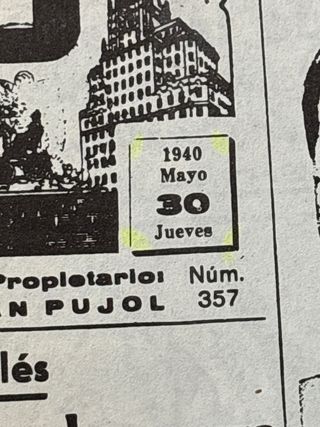 1940
Mayo
30
Jueves
Propietario: Núm.
N PUJOL 357
lés